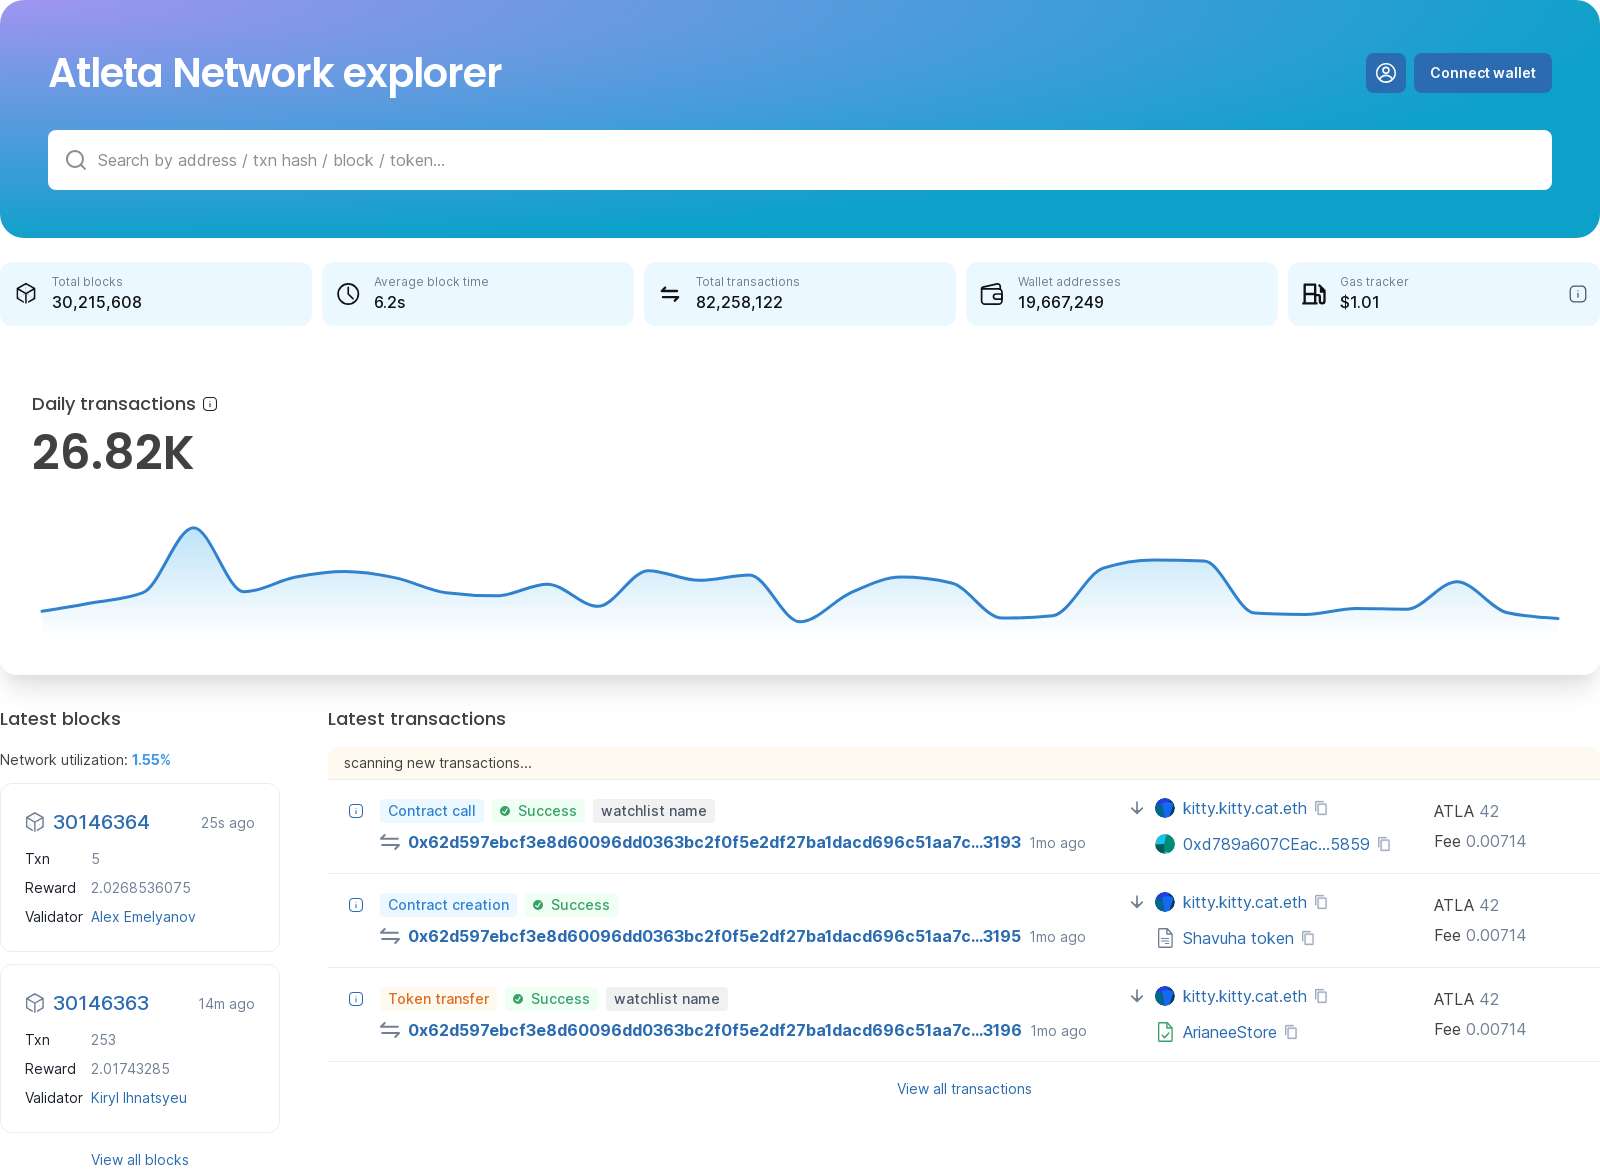 Atleta Network explorer
Connect wallet
Search by address / txn hash / block / token...
Total blocks
30,215,608
Average block time
6.2s
Total transactions
82,258,122
Wallet addresses
19,667,249
Gas tracker
$1.01
Daily transactions
26.82K
Latest blocks
Network utilization: 1.55%
30146364 25s ago
Txn 5
Reward 2.0268536075
Validator Alex Emelyanov
30146363 14m ago
Txn 253
Reward 2.01743285
Validator Kiryl Ihnatsyeu
View all blocks
Latest transactions
scanning new transactions...
Contract call Success watchlist name
0x62d597ebcf3e8d60096dd0363bc2f0f5e2df27ba1dacd696c51aa7c...3193 1mo ago
kitty.kitty.cat.eth
0xd789a607CEac...5859
ATLA 42
Fee 0.00714
Contract creation Success
0x62d597ebcf3e8d60096dd0363bc2f0f5e2df27ba1dacd696c51aa7c...3195 1mo ago
kitty.kitty.cat.eth
Shavuha token
ATLA 42
Fee 0.00714
Token transfer Success watchlist name
0x62d597ebcf3e8d60096dd0363bc2f0f5e2df27ba1dacd696c51aa7c...3196 1mo ago
kitty.kitty.cat.eth
ArianeeStore
ATLA 42
Fee 0.00714
View all transactions